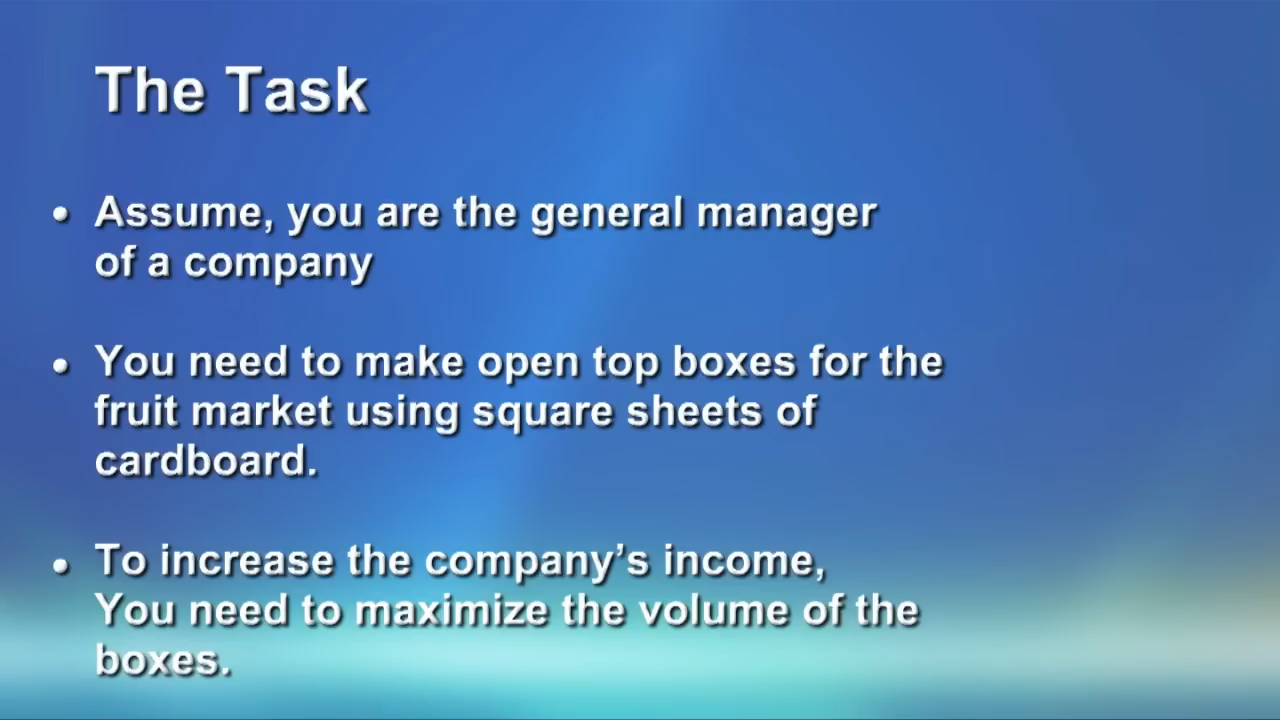 The Task
• Assume, you are the general manager
of a company
• You need to make open top boxes for the
fruit market using square sheets of
cardboard.
• To increase the company’s income,
You need to maximize the volume of the
boxes.